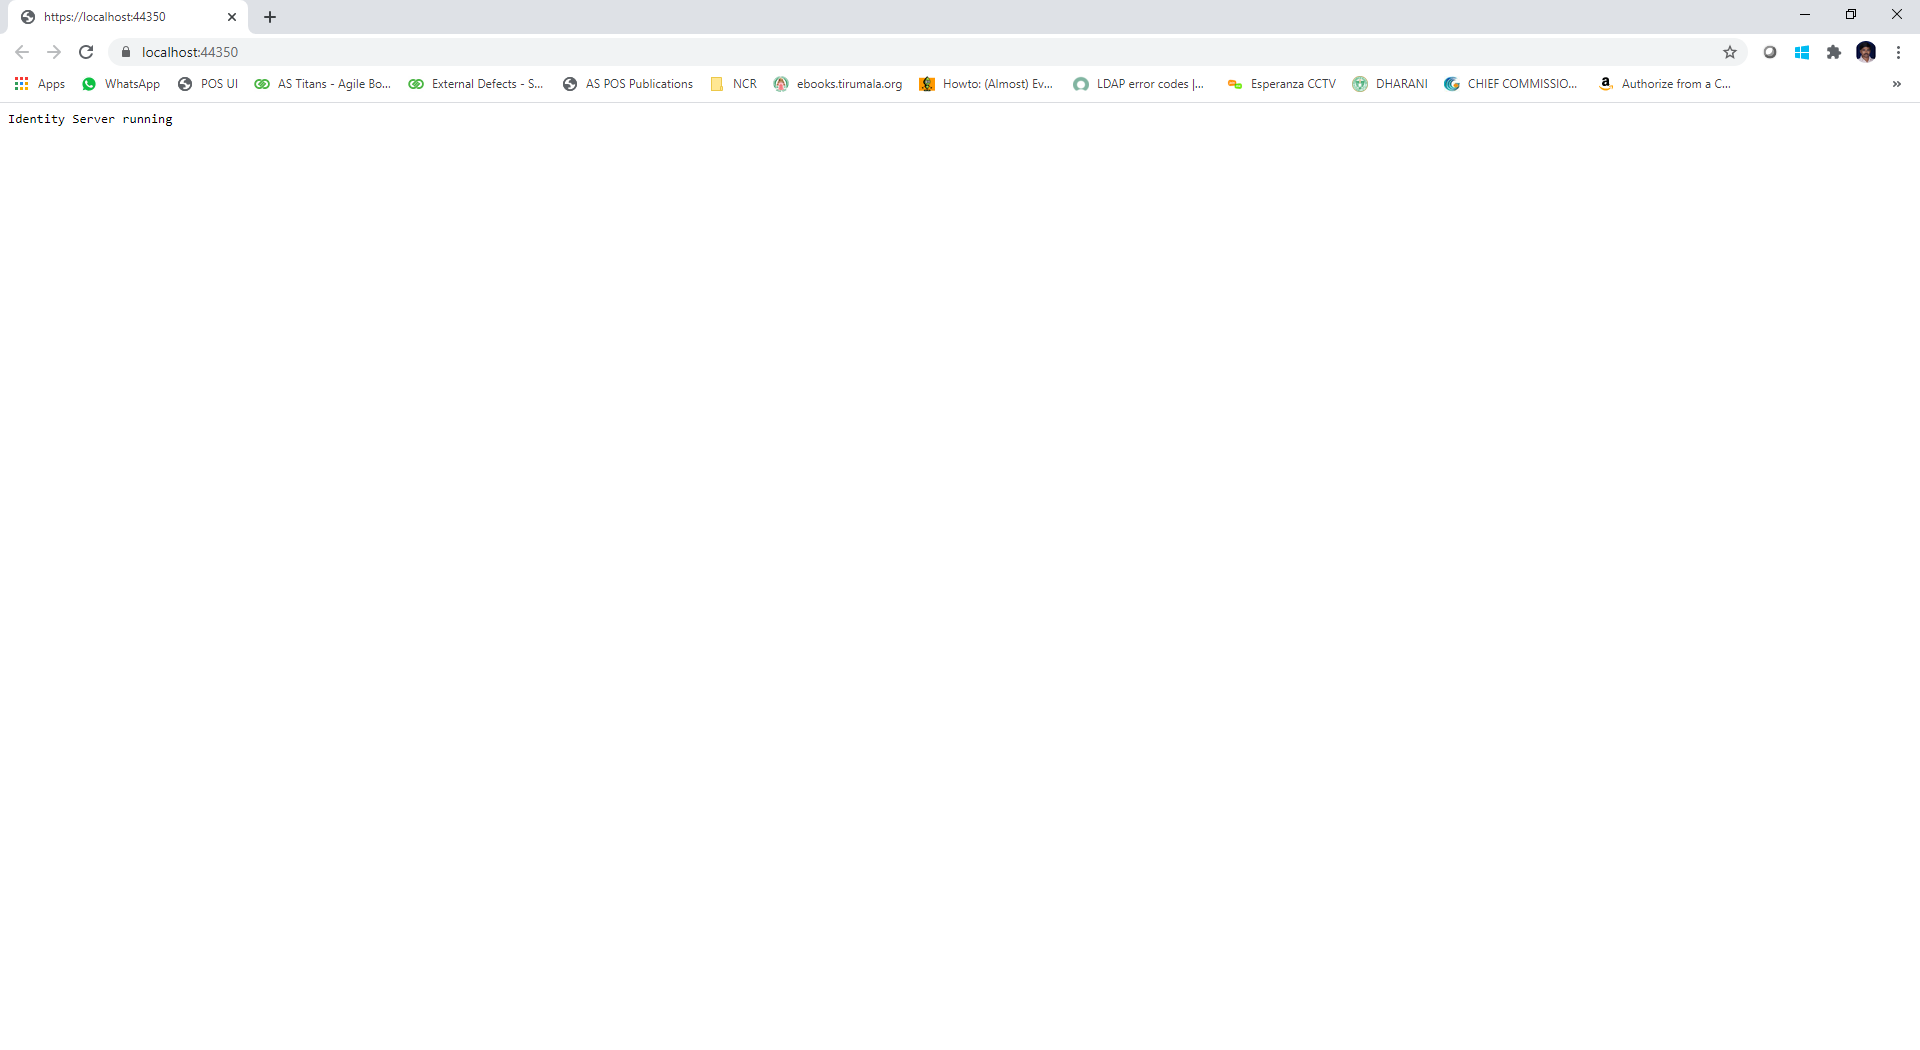 https://localhost:44350
localhost:44350
Apps WhatsApp POS UI AS Titans - Agile Bo... External Defects - S... AS POS Publications NCR ebooks.tirumala.org Howto: (Almost) Ev... LDAP error codes |... Esperanza CCTV DHARANI CHIEF COMMISSIO... Authorize from a C... »
Identity Server running